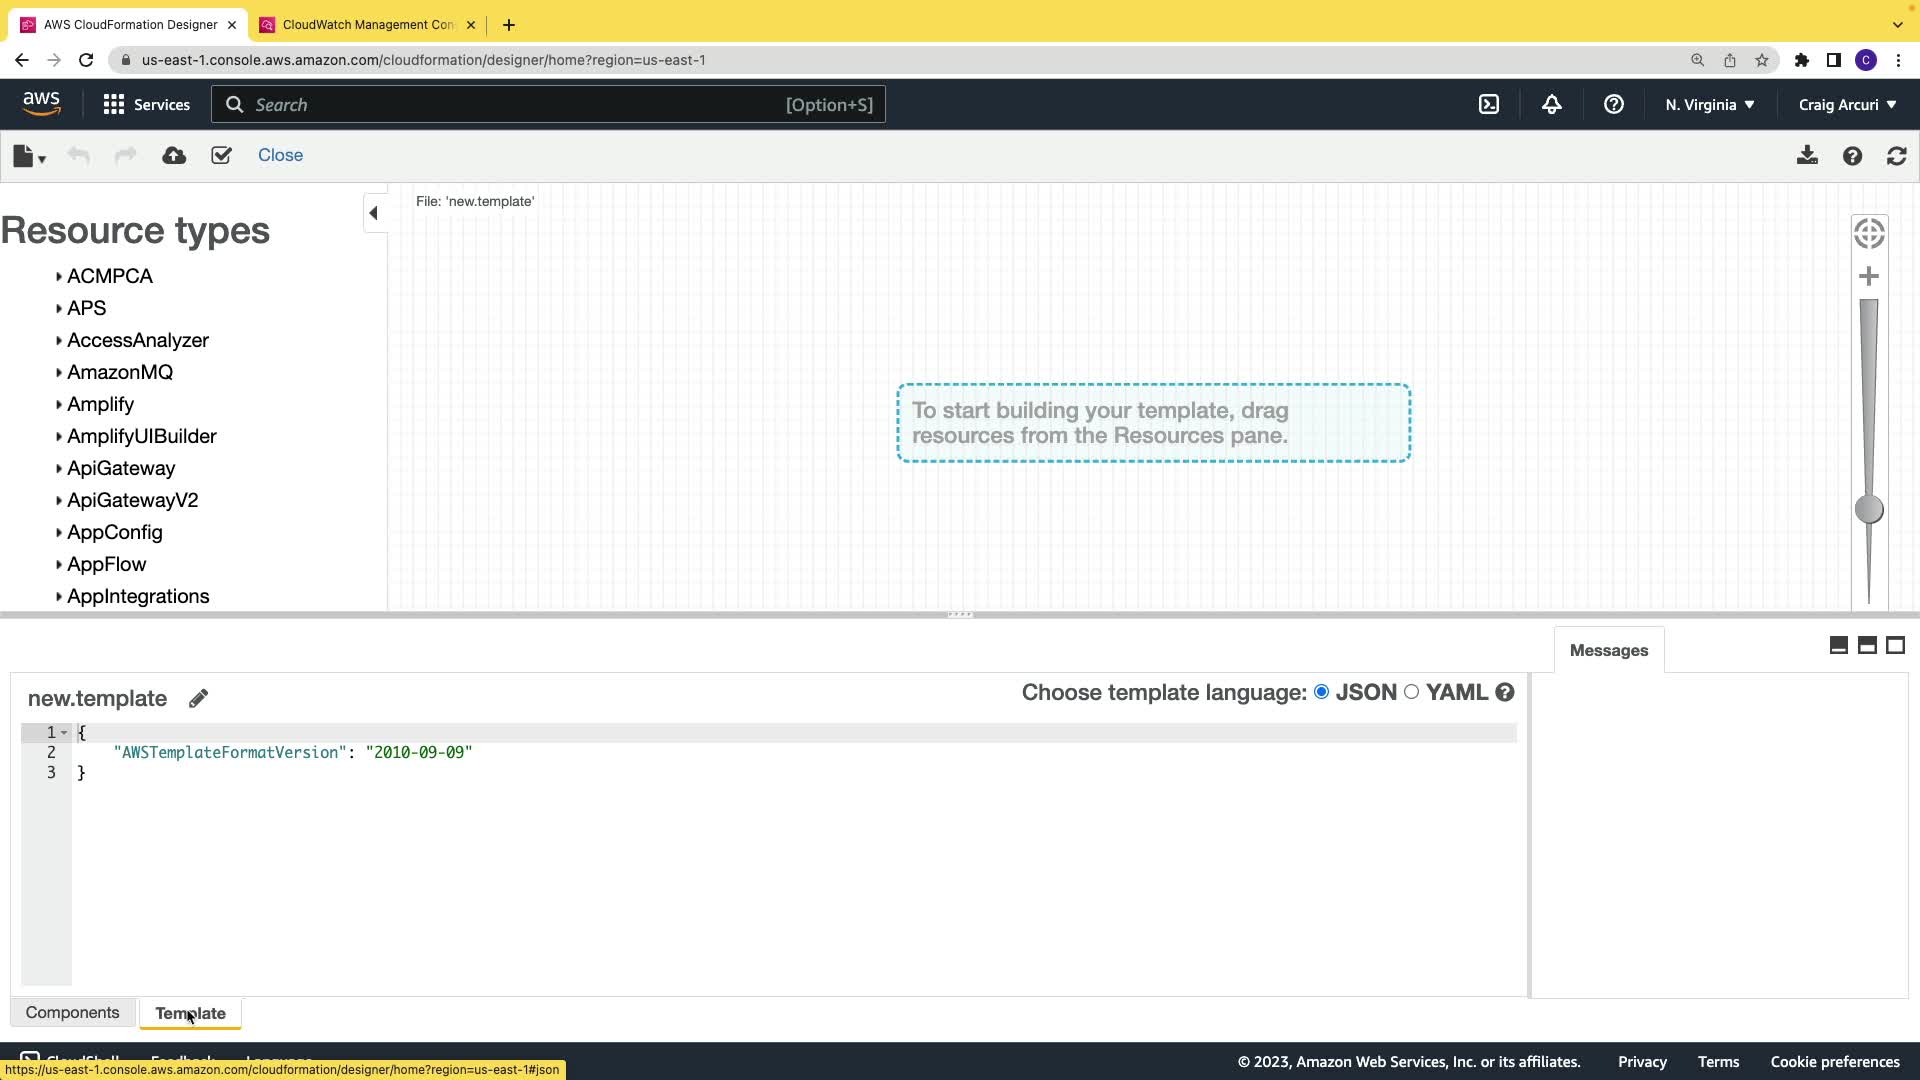 AWS CloudFormation Designer
CloudWatch Management Con
us-east-1.console.aws.amazon.com/cloudformation/designer/home?region=us-east-1
C
aws
Services
Search
[Option+S]
N. Virginia
Craig Arcuri
Close
Resource types
ACMPCA
APS
AccessAnalyzer
AmazonMQ
Amplify
AmplifyUIBuilder
ApiGateway
ApiGatewayV2
AppConfig
AppFlow
AppIntegrations
File: 'new.template'
To start building your template, drag
resources from the Resources pane.
Messages
new.template
Choose template language: JSON YAML
1 {
2 "AWSTemplateFormatVersion": "2010-09-09"
3 }
Components
Template
CloudShell Feedback Language
© 2023, Amazon Web Services, Inc. or its affiliates.
Privacy
Terms
Cookie preferences
https://us-east-1.console.aws.amazon.com/cloudformation/designer/home?region=us-east-1#json